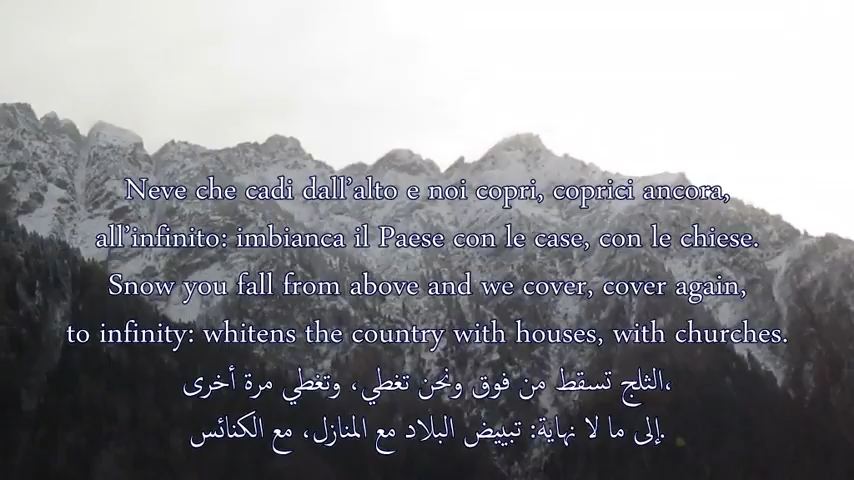 Neve che cadi dall'alto e noi copri, coprici ancora,
all'infinito: imbianca il Paese con le case, con le chiese.
Snow you fall from above and we cover, cover again,
to infinity: whitens the country with houses, with churches.
الثلج تسقط من فوق ونحن تغطي، وتغطي مرة أخرى،
إلى ما لا نهاية: تبييض البلاد مع المنازل، مع الكنائس.